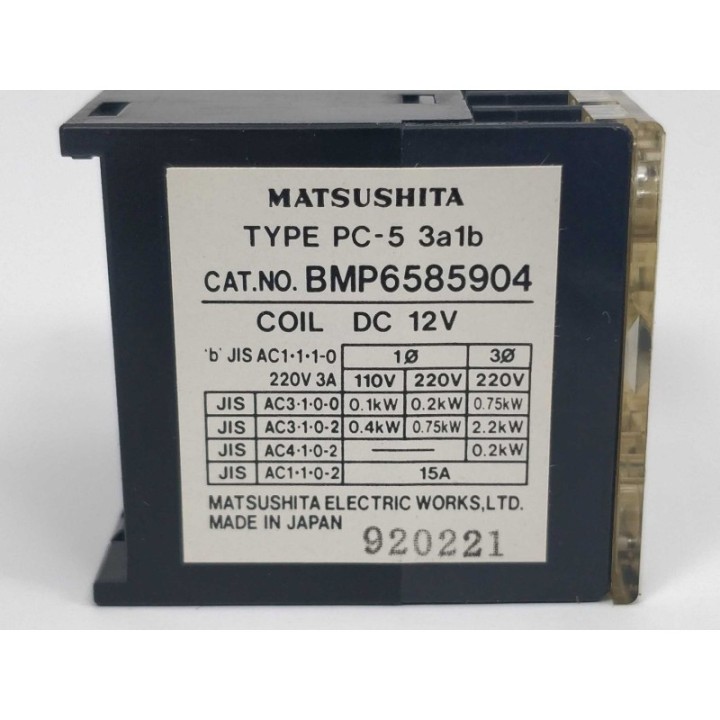 MATSUSHITA
TYPE PC-5 3a1b
CAT.NO. BMP6585904
COIL DC 12V
'b' JIS AC1·1·1-0 1Ø 3Ø
220V 3A 110V 220V 220V
JIS AC3·1·0-0 0.1kW 0.2kW 0.75kW
JIS AC3·1·0-2 0.4kW 0.75kW 2.2kW
JIS AC4·1·0-2 —— 0.2kW
JIS AC1·1·0-2 15A
MATSUSHITA ELECTRIC WORKS,LTD.
MADE IN JAPAN
920221